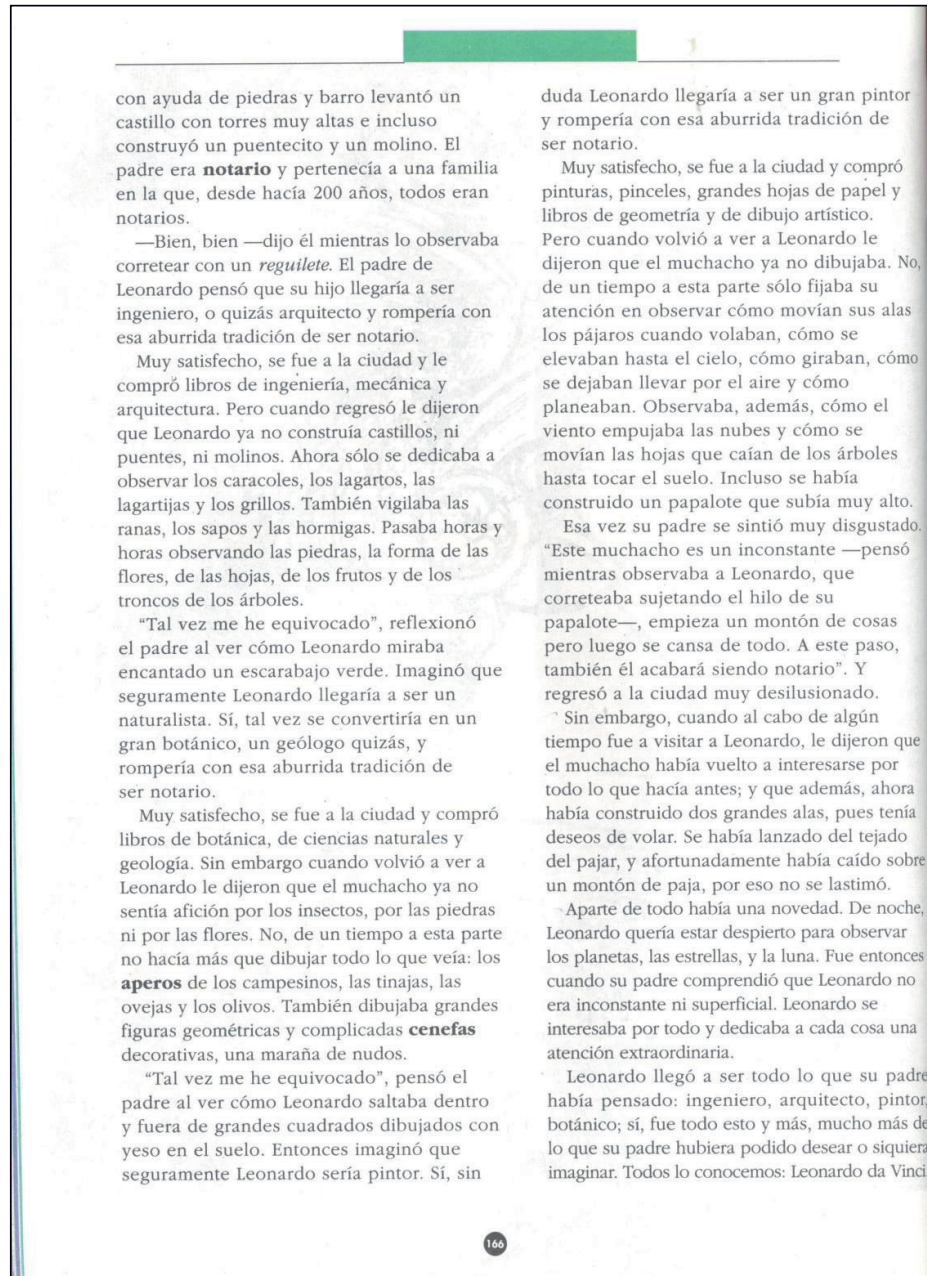 con ayuda de piedras y barro levantó un
castillo con torres muy altas e incluso
construyó un puentecito y un molino. El
padre era notario y pertenecía a una familia
en la que, desde hacía 200 años, todos eran
notarios.
—Bien, bien —dijo él mientras lo observaba
corretear con un reguilete. El padre de
Leonardo pensó que su hijo llegaría a ser
ingeniero, o quizás arquitecto y rompería con
esa aburrida tradición de ser notario.
Muy satisfecho, se fue a la ciudad y le
compró libros de ingeniería, mecánica y
arquitectura. Pero cuando regresó le dijeron
que Leonardo ya no construía castillos, ni
puentes, ni molinos. Ahora sólo se dedicaba a
observar los caracoles, los lagartos, las
lagartijas y los grillos. También vigilaba las
ranas, los sapos y las hormigas. Pasaba horas y
horas observando las piedras, la forma de las
flores, de las hojas, de los frutos y de los
troncos de los árboles.
"Tal vez me he equivocado", reflexionó
el padre al ver cómo Leonardo miraba
encantado un escarabajo verde. Imaginó que
seguramente Leonardo llegaría a ser un
naturalista. Sí, tal vez se convertiría en un
gran botánico, un geólogo quizás, y
rompería con esa aburrida tradición de
ser notario.
Muy satisfecho, se fue a la ciudad y compró
libros de botánica, de ciencias naturales y
geología. Sin embargo cuando volvió a ver a
Leonardo le dijeron que el muchacho ya no
sentía afición por los insectos, por las piedras
ni por las flores. No, de un tiempo a esta parte
no hacía más que dibujar todo lo que veía: los
aperos de los campesinos, las tinajas, las
ovejas y los olivos. También dibujaba grandes
figuras geométricas y complicadas cenefas
decorativas, una maraña de nudos.
"Tal vez me he equivocado", pensó el
padre al ver cómo Leonardo saltaba dentro
y fuera de grandes cuadrados dibujados con
yeso en el suelo. Entonces imaginó que
seguramente Leonardo sería pintor. Sí, sin
duda Leonardo llegaría a ser un gran pintor
y rompería con esa aburrida tradición de
ser notario.
Muy satisfecho, se fue a la ciudad y compró
pinturas, pinceles, grandes hojas de papel y
libros de geometría y de dibujo artístico.
Pero cuando volvió a ver a Leonardo le
dijeron que el muchacho ya no dibujaba. No,
de un tiempo a esta parte sólo fijaba su
atención en observar cómo movían sus alas
los pájaros cuando volaban, cómo se
elevaban hasta el cielo, cómo giraban, cómo
se dejaban llevar por el aire y cómo
planeaban. Observaba, además, cómo el
viento empujaba las nubes y cómo se
movían las hojas que caían de los árboles
hasta tocar el suelo. Incluso se había
construido un papalote que subía muy alto.
Esa vez su padre se sintió muy disgustado.
"Este muchacho es un inconstante —pensó
mientras observaba a Leonardo, que
correteaba sujetando el hilo de su
papalote—, empieza un montón de cosas
pero luego se cansa de todo. A este paso,
también él acabará siendo notario". Y
regresó a la ciudad muy desilusionado.
Sin embargo, cuando al cabo de algún
tiempo fue a visitar a Leonardo, le dijeron que
el muchacho había vuelto a interesarse por
todo lo que hacía antes; y que además, ahora
había construido dos grandes alas, pues tenía
deseos de volar. Se había lanzado del tejado
del pajar, y afortunadamente había caído sobre
un montón de paja, por eso no se lastimó.
Aparte de todo había una novedad. De noche,
Leonardo quería estar despierto para observar
los planetas, las estrellas, y la luna. Fue entonces
cuando su padre comprendió que Leonardo no
era inconstante ni superficial. Leonardo se
interesaba por todo y dedicaba a cada cosa una
atención extraordinaria.
Leonardo llegó a ser todo lo que su padre
había pensado: ingeniero, arquitecto, pintor,
botánico; sí, fue todo esto y más, mucho más de
lo que su padre hubiera podido desear o siquiera
imaginar. Todos lo conocemos: Leonardo da Vinci
166